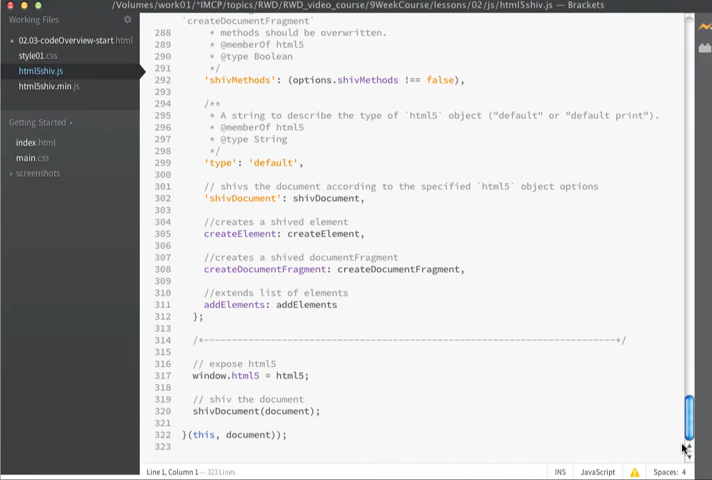 /Volumes/work01/*IMCP/topics/RWD/RWD_video_course/9WeekCourse/lessons/02/js/html5shiv.js — Brackets
Working Files
• 02.03-codeOverview-start.html
style01.css
html5shiv.js
html5shiv.min.js
Getting Started
index.html
main.css
screenshots
`createDocumentFragment`
288 * methods should be overwritten.
289 * @memberOf html5
290 * @type Boolean
291 */
292 'shivMethods': (options.shivMethods !== false),
293
294 /**
295 * A string to describe the type of `html5` object ("default" or "default print").
296 * @memberOf html5
297 * @type String
298 */
299 'type': 'default',
300
301 // shivs the document according to the specified `html5` object options
302 'shivDocument': shivDocument,
303
304 //creates a shived element
305 createElement: createElement,
306
307 //creates a shived documentFragment
308 createDocumentFragment: createDocumentFragment,
309
310 //extends list of elements
311 addElements: addElements
312 };
313
314 /*--------------------------------------------------------------------------*/
315
316 // expose html5
317 window.html5 = html5;
318
319 // shiv the document
320 shivDocument(document);
321
322 }(this, document));
323
Line 1, Column 1 — 323 Lines
INS
JavaScript
Spaces: 4